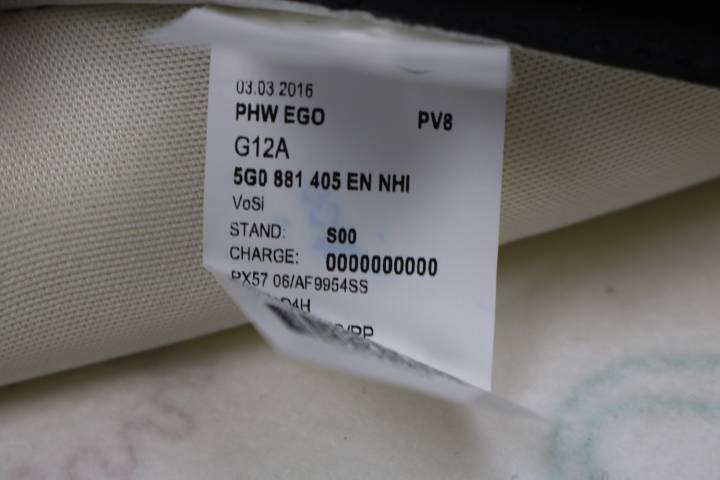 03.03.2016
PHW EGO PV8
G12A
5G0 881 405 EN NHI
VoSi
STAND: S00
CHARGE: 0000000000
PX57 06/AF9954SS